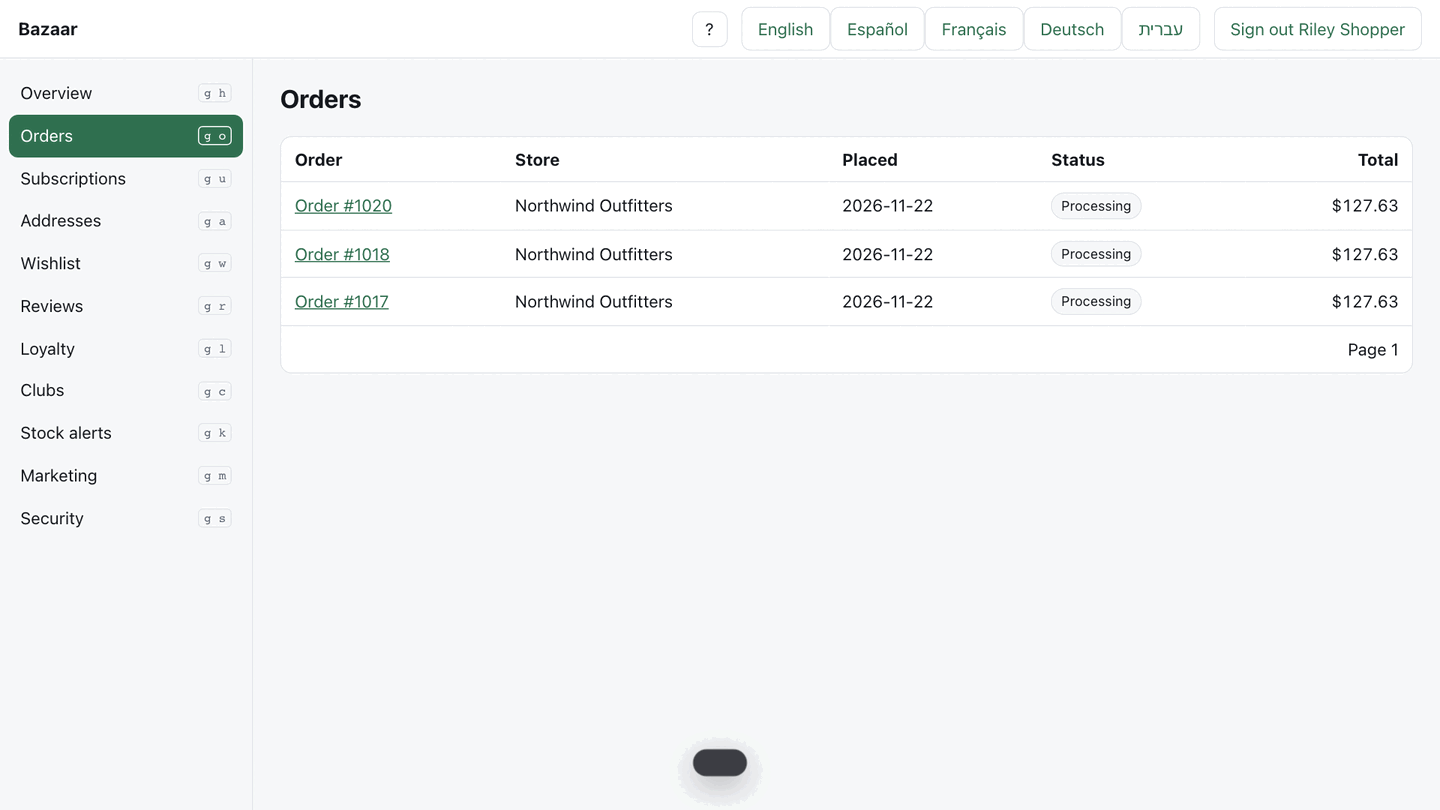 Bazaar
? English Español Français Deutsch עברית Sign out Riley Shopper
Overview g h
Orders g o
Subscriptions g u
Addresses g a
Wishlist g w
Reviews g r
Loyalty g l
Clubs g c
Stock alerts g k
Marketing g m
Security g s
Orders
Order Store Placed Status Total
Order #1020 Northwind Outfitters 2026-11-22 Processing $127.63
Order #1018 Northwind Outfitters 2026-11-22 Processing $127.63
Order #1017 Northwind Outfitters 2026-11-22 Processing $127.63
Page 1